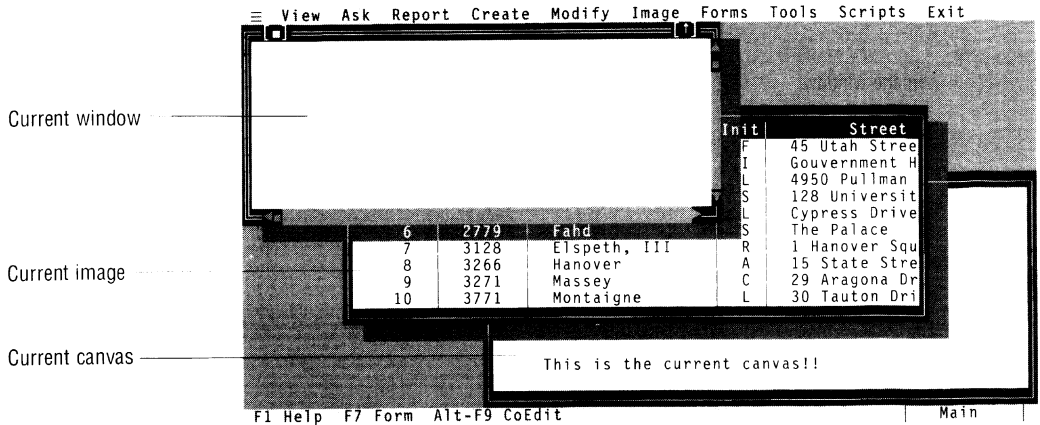 ≡ View Ask Report Create Modify Image Forms Tools Scripts Exit
Current window
Init Street
F 45 Utah Stree
I Gouvernment H
L 4950 Pullman
S 128 Universit
L Cypress Drive
6 2779 Fahd S The Palace
7 3128 Elspeth, III R 1 Hanover Squ
Current image
8 3266 Hanover A 15 State Stre
9 3271 Massey C 29 Aragona Dr
10 3771 Montaigne L 30 Tauton Dri
Current canvas
This is the current canvas!!
F1 Help F7 Form Alt-F9 CoEdit Main